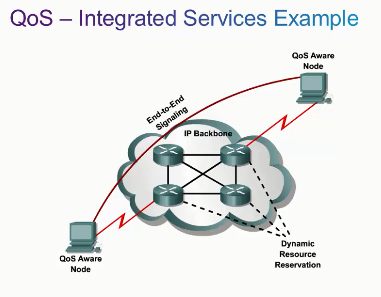 QoS – Integrated Services Example
QoS Aware
Node
End-to-End
Signaling
IP Backbone
QoS Aware
Node
Dynamic
Resource
Reservation